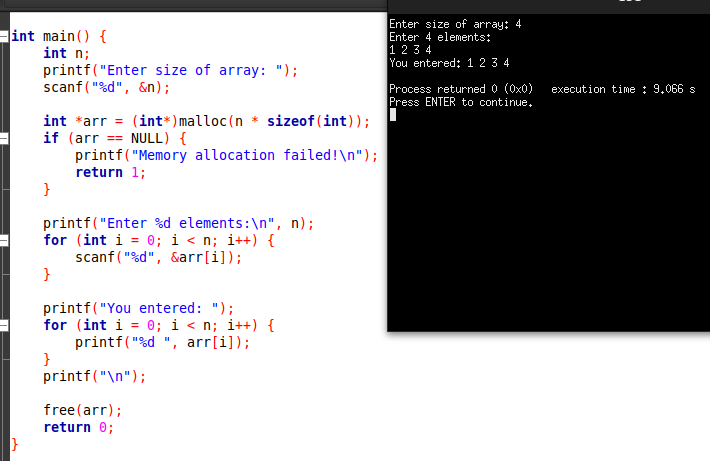 int main() {
    int n;
    printf("Enter size of array: ");
    scanf("%d", &n);

    int *arr = (int*)malloc(n * sizeof(int));
    if (arr == NULL) {
        printf("Memory allocation failed!\n");
        return 1;
    }

    printf("Enter %d elements:\n", n);
    for (int i = 0; i < n; i++) {
        scanf("%d", &arr[i]);
    }

    printf("You entered: ");
    for (int i = 0; i < n; i++) {
        printf("%d ", arr[i]);
    }
    printf("\n");

    free(arr);
    return 0;
}
Enter size of array: 4
Enter 4 elements:
1 2 3 4
You entered: 1 2 3 4

Process returned 0 (0x0)   execution time : 9.066 s
Press ENTER to continue.